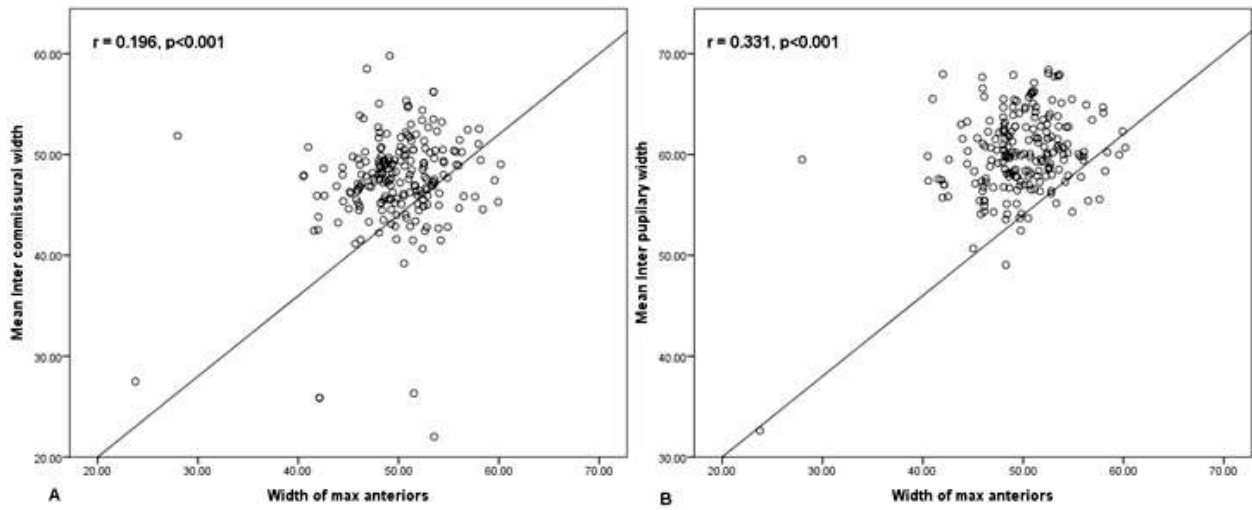 r = 0.196, p<0.001
60.00
50.00
40.00
30.00
20.00
Mean Inter commissural width
20.00 30.00 40.00 50.00 60.00 70.00
A
Width of max anteriors
r = 0.331, p<0.001
70.00
60.00
50.00
40.00
30.00
Mean Inter pupilary width
20.00 30.00 40.00 50.00 60.00 70.00
B
Width of max anteriors